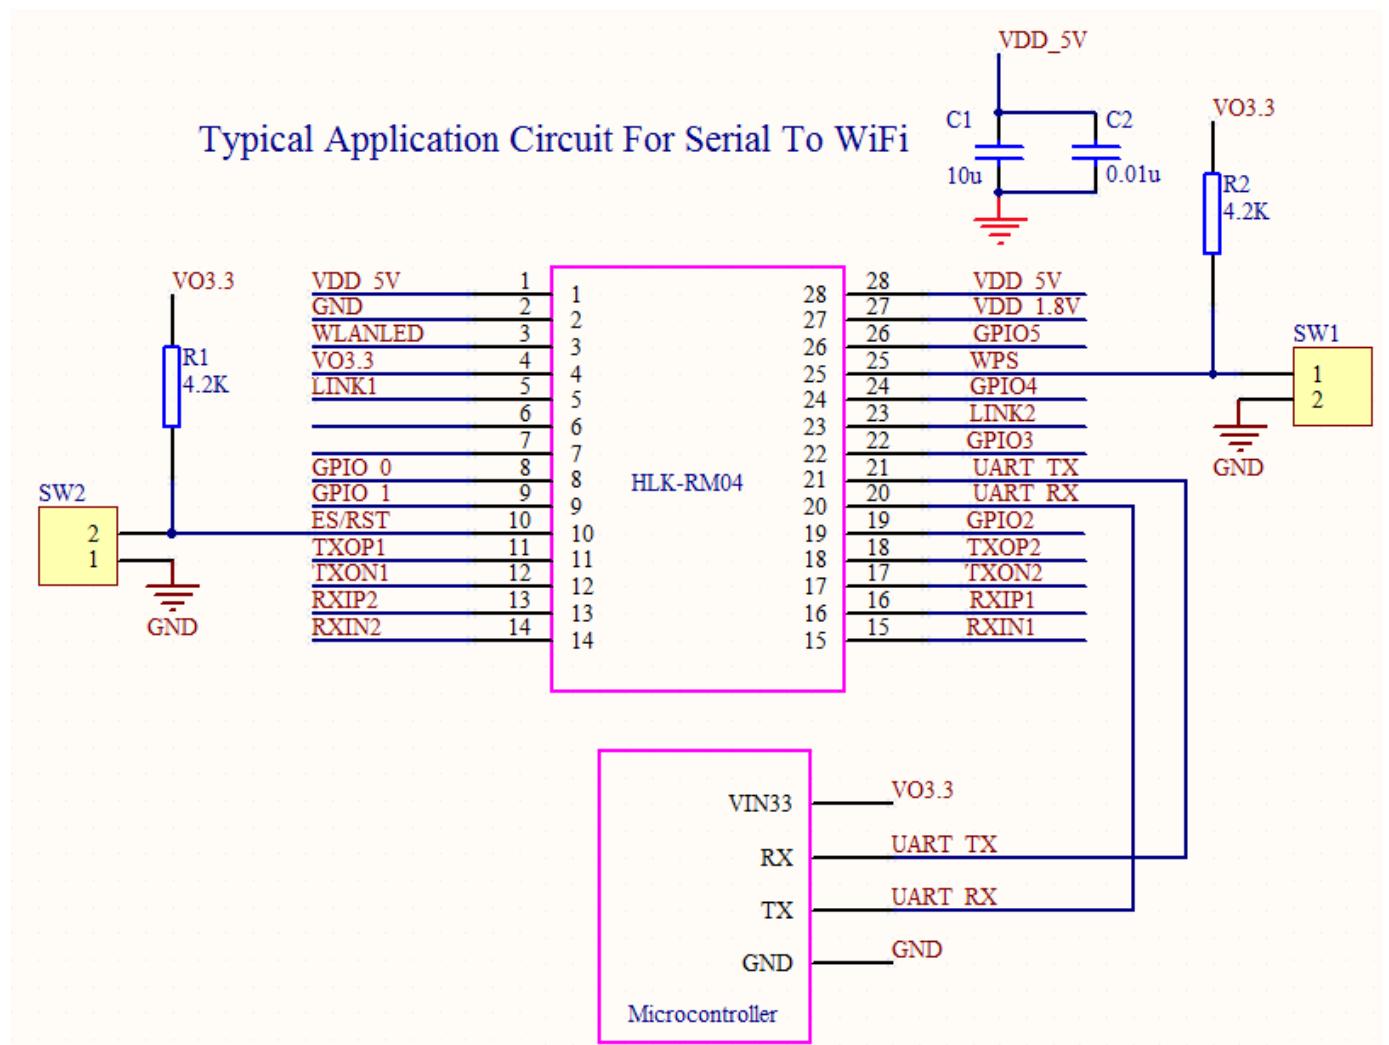 VDD_5V
C1
C2
10u
0.01u
VO3.3
R2
4.2K
Typical Application Circuit For Serial To WiFi
VO3.3
R1
4.2K
VDD_5V 1 1 28 28 VDD_5V
GND 2 2 27 27 VDD_1.8V
WLANLED 3 3 26 26 GPIO5
VO3.3 4 4 25 25 WPS
LINK1 5 5 24 24 GPIO4
6 6 23 23 LINK2
7 7 22 22 GPIO3
GPIO_0 8 8 21 21 UART_TX
GPIO_1 9 9 20 20 UART_RX
ES/RST 10 10 19 19 GPIO2
TXOP1 11 11 18 18 TXOP2
TXON1 12 12 17 17 TXON2
RXIP2 13 13 16 16 RXIP1
RXIN2 14 14 15 15 RXIN1
HLK-RM04
SW1
1
2
GND
SW2
2
1
GND
VIN33 VO3.3
RX UART_TX
TX UART_RX
GND GND
Microcontroller